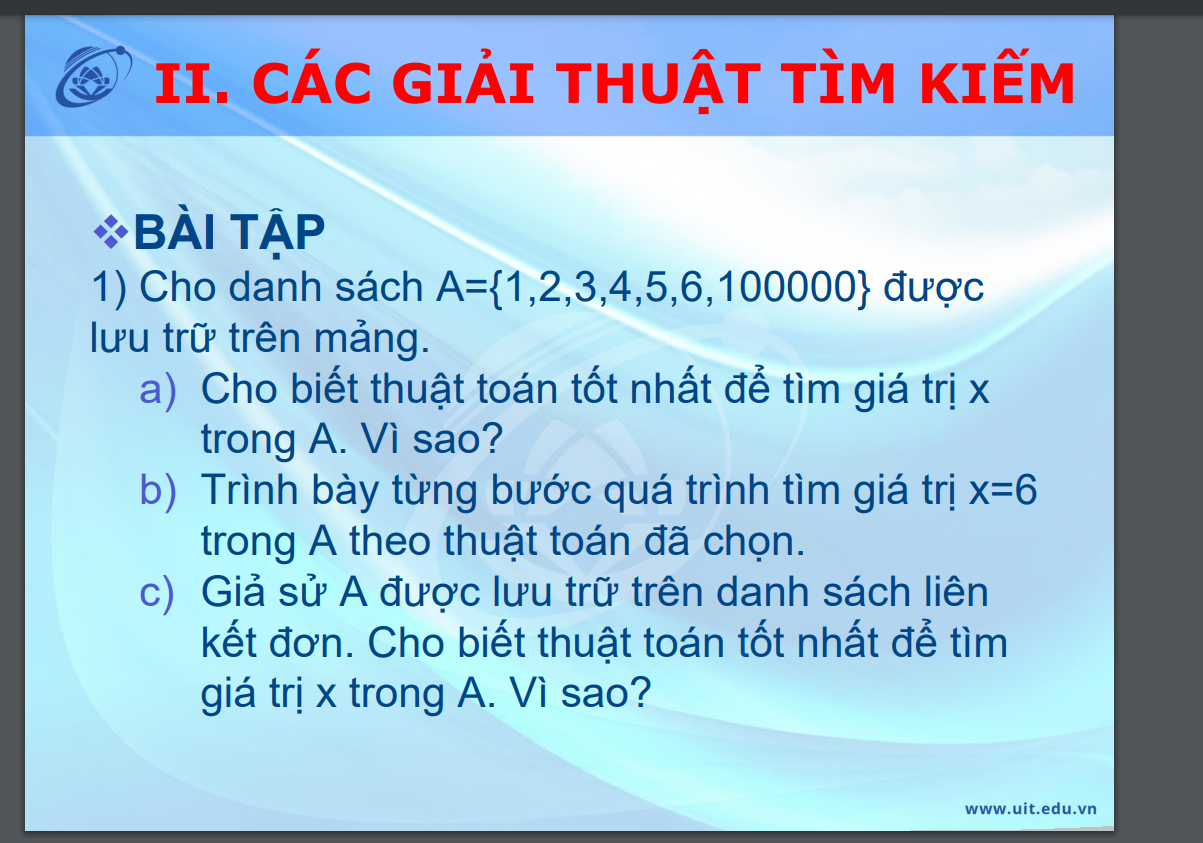 II. CÁC GIẢI THUẬT TÌM KIẾM
❖BÀI TẬP
1) Cho danh sách A={1,2,3,4,5,6,100000} được
lưu trữ trên mảng.
a) Cho biết thuật toán tốt nhất để tìm giá trị x
trong A. Vì sao?
b) Trình bày từng bước quá trình tìm giá trị x=6
trong A theo thuật toán đã chọn.
c) Giả sử A được lưu trữ trên danh sách liên
kết đơn. Cho biết thuật toán tốt nhất để tìm
giá trị x trong A. Vì sao?
www.uit.edu.vn